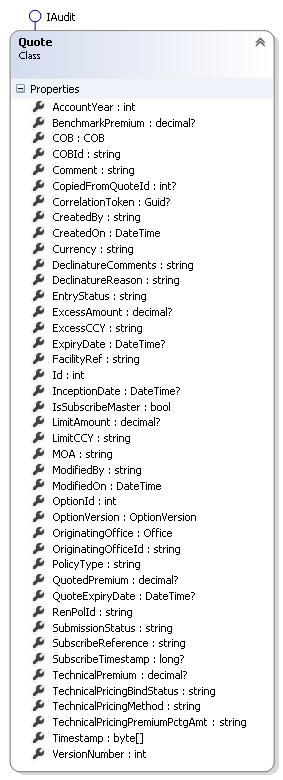 IAudit
Quote
Class
Properties
AccountYear : int
BenchmarkPremium : decimal?
COB : COB
COBId : string
Comment : string
CopiedFromQuoteId : int?
CorrelationToken : Guid?
CreatedBy : string
CreatedOn : DateTime
Currency : string
DeclinatureComments : string
DeclinatureReason : string
EntryStatus : string
ExcessAmount : decimal?
ExcessCCY : string
ExpiryDate : DateTime?
FacilityRef : string
Id : int
InceptionDate : DateTime?
IsSubscribeMaster : bool
LimitAmount : decimal?
LimitCCY : string
MOA : string
ModifiedBy : string
ModifiedOn : DateTime
OptionId : int
OptionVersion : OptionVersion
OriginatingOffice : Office
OriginatingOfficeId : string
PolicyType : string
QuotedPremium : decimal?
QuoteExpiryDate : DateTime?
RenPolId : string
SubmissionStatus : string
SubscribeReference : string
SubscribeTimestamp : long?
TechnicalPremium : decimal?
TechnicalPricingBindStatus : string
TechnicalPricingMethod : string
TechnicalPricingPremiumPctgAmt : string
Timestamp : byte[]
VersionNumber : int